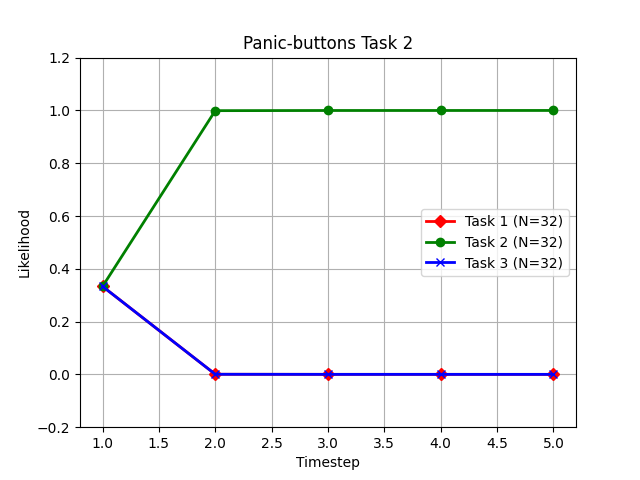 Panic-buttons Task 2
1.2
1.0
0.8
0.6
0.4
0.2
0.0
−0.2
Likelihood
Task 1 (N=32)
Task 2 (N=32)
Task 3 (N=32)
1.0 1.5 2.0 2.5 3.0 3.5 4.0 4.5 5.0
Timestep